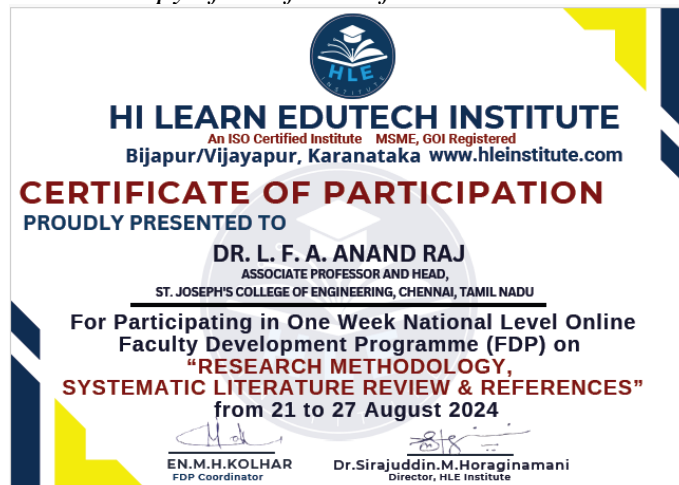 HLE
INSTITUTE
HI LEARN EDUTECH INSTITUTE
An ISO Certified Institute MSME, GOI Registered
Bijapur/Vijayapur, Karanataka www.hleinstitute.com
CERTIFICATE OF PARTICIPATION
PROUDLY PRESENTED TO
DR. L. F. A. ANAND RAJ
ASSOCIATE PROFESSOR AND HEAD,
ST. JOSEPH'S COLLEGE OF ENGINEERING, CHENNAI, TAMIL NADU
For Participating in One Week National Level Online
Faculty Development Programme (FDP) on
“RESEARCH METHODOLOGY,
SYSTEMATIC LITERATURE REVIEW & REFERENCES”
from 21 to 27 August 2024
EN.M.H.KOLHAR Dr.Sirajuddin.M.Horaginamani
FDP Coordinator Director, HLE Institute